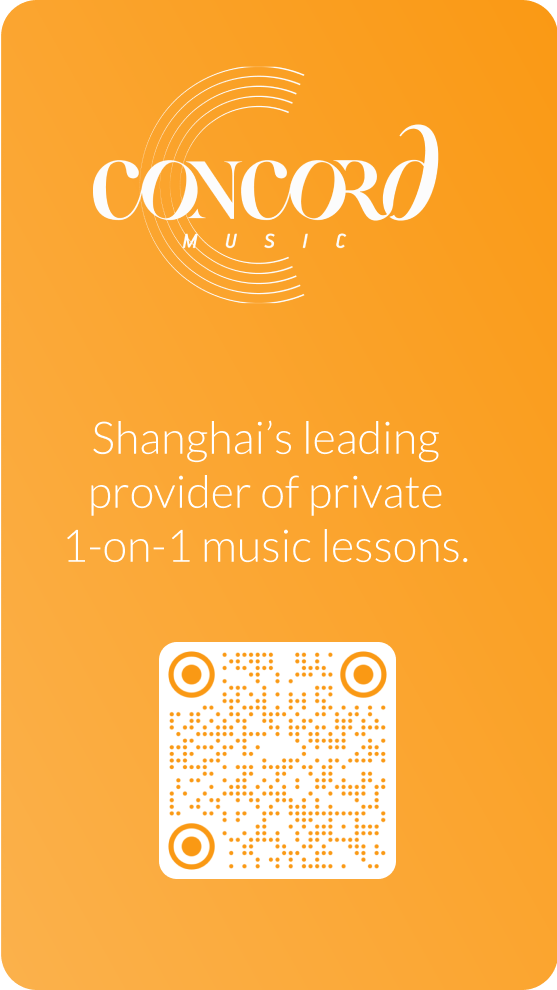 CONCORD
MUSIC
Shanghai’s leading
provider of private
1-on-1 music lessons.